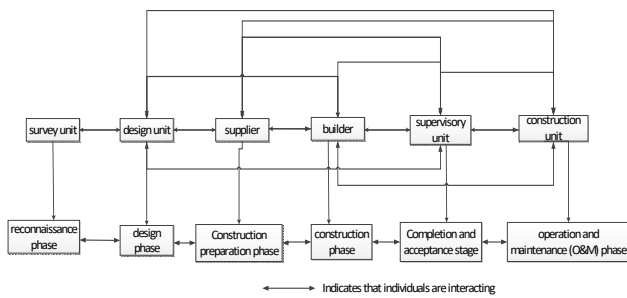 survey unit
design unit
supplier
builder
supervisory
unit
construction
unit
reconnaissance
phase
design
phase
Construction
preparation phase
construction
phase
Completion and
acceptance stage
operation and
maintenance (O&M) phase
Indicates that individuals are interacting